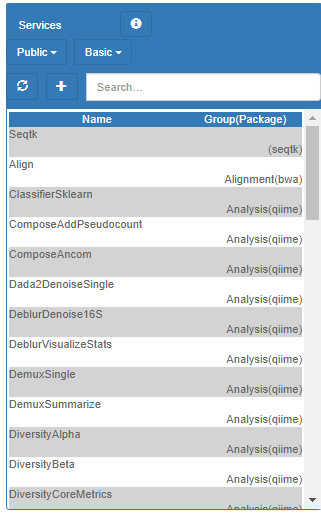 Services
Public
Basic
Search...
Name Group(Package)
Seqtk
(seqtk)
Align
Alignment(bwa)
ClassifierSklearn
Analysis(qiime)
ComposeAddPseudocount
Analysis(qiime)
ComposeAncom
Analysis(qiime)
Dada2DenoiseSingle
Analysis(qiime)
DeblurDenoise16S
Analysis(qiime)
DeblurVisualizeStats
Analysis(qiime)
DemuxSingle
Analysis(qiime)
DemuxSummarize
Analysis(qiime)
DiversityAlpha
Analysis(qiime)
DiversityBeta
Analysis(qiime)
DiversityCoreMetrics
Analysis(qiime)